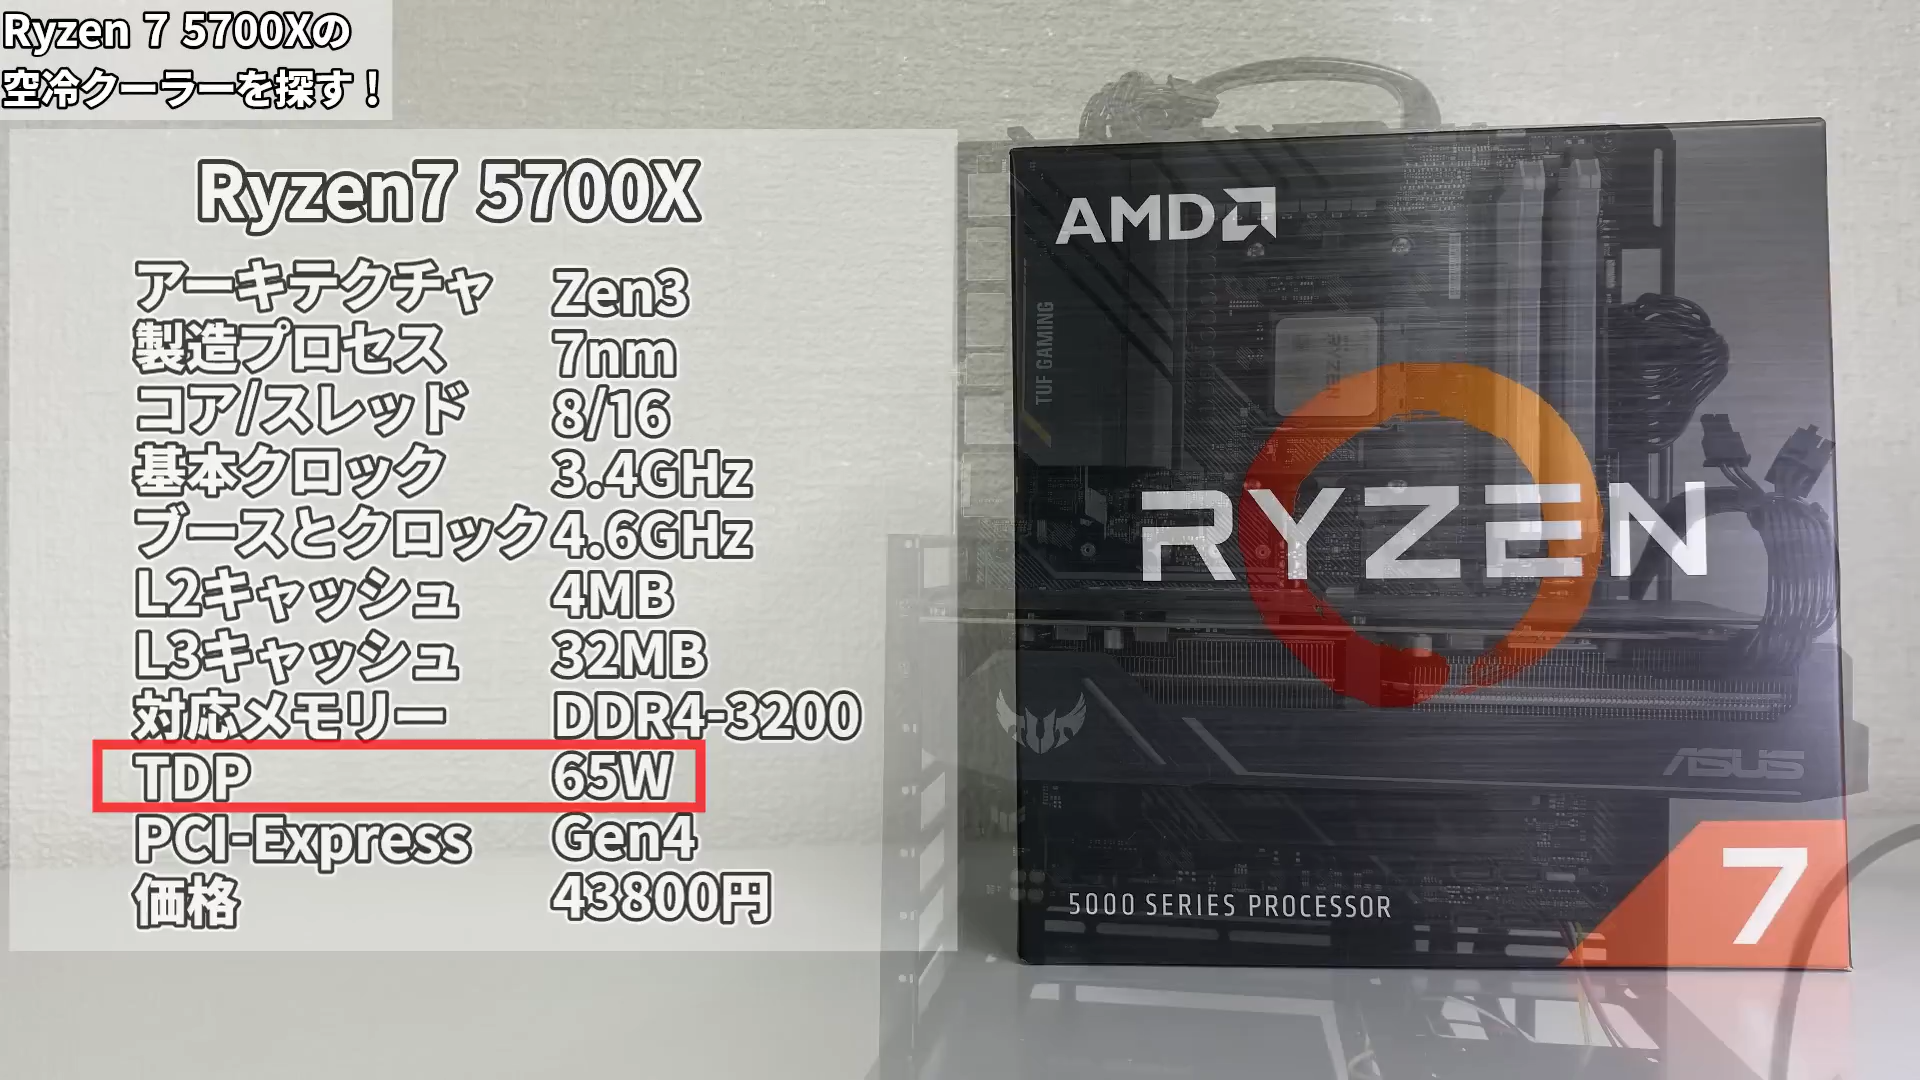 Ryzen 7 5700Xの
空冷クーラーを探す！
Ryzen7 5700X
アーキテクチャ Zen3
製造プロセス 7nm
コア/スレッド 8/16
基本クロック 3.4GHz
ブースとクロック 4.6GHz
L2キャッシュ 4MB
L3キャッシュ 32MB
対応メモリー DDR4-3200
TDP 65W
PCI-Express Gen4
価格 43800円
AMD
TUF GAMING
RYZEN
RYZEN
ASUS
5000 SERIES PROCESSOR
7